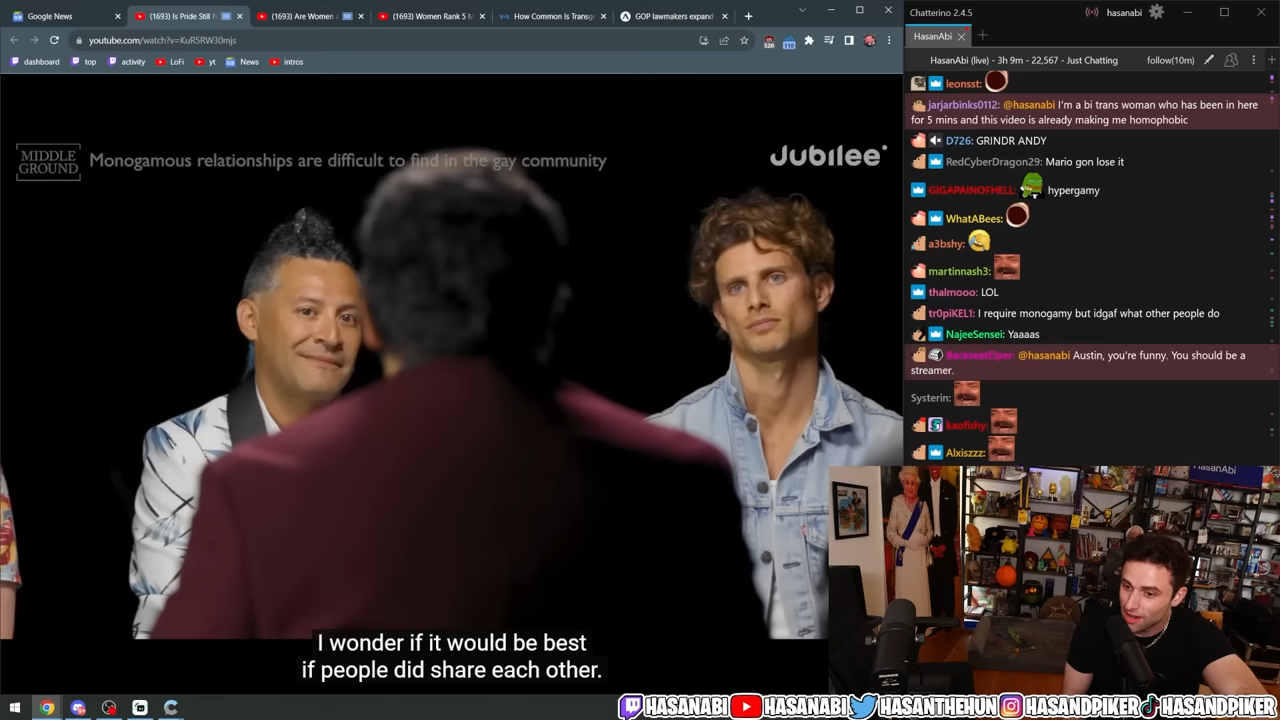 Google News
(1693) Is Pride Still N
(1693) Are Women
(1693) Women Rank 5 M
How Common Is Transg
GOP lawmakers expand
youtube.com/watch?v=KuR5RW30mjs
dashboard
top
activity
LoFi
yt
News
intros
MIDDLE
GROUND
Monogamous relationships are difficult to find in the gay community
Jubilee
I wonder if it would be best
if people did share each other.
Chatterino 2.4.5
hasanabi
HasanAbi
HasanAbi (live) - 3h 9m - 22,567 - Just Chatting
follow(10m)
leonsst:
jarjarbinks0112: @hasanabi I'm a bi trans woman who has been in here
for 5 mins and this video is already making me homophobic
D726: GRINDR ANDY
RedCyberDragon29: Mario gon lose it
GIGAPAINOFHELL: hypergamy
WhatABees:
a3bshy:
martinnash3:
thalmooo: LOL
tr0piKEL1: I require monogamy but idgaf what other people do
NajeeSensei: Yaaaas
BackseatElper: @hasanabi Austin, you're funny. You should be a
streamer.
Systerin:
kaofishy:
Alxiszzz:
HasanAbi
HASANABI
HASANABI
HASANTHEHUN
HASANDPIKER
HASANDPIKER